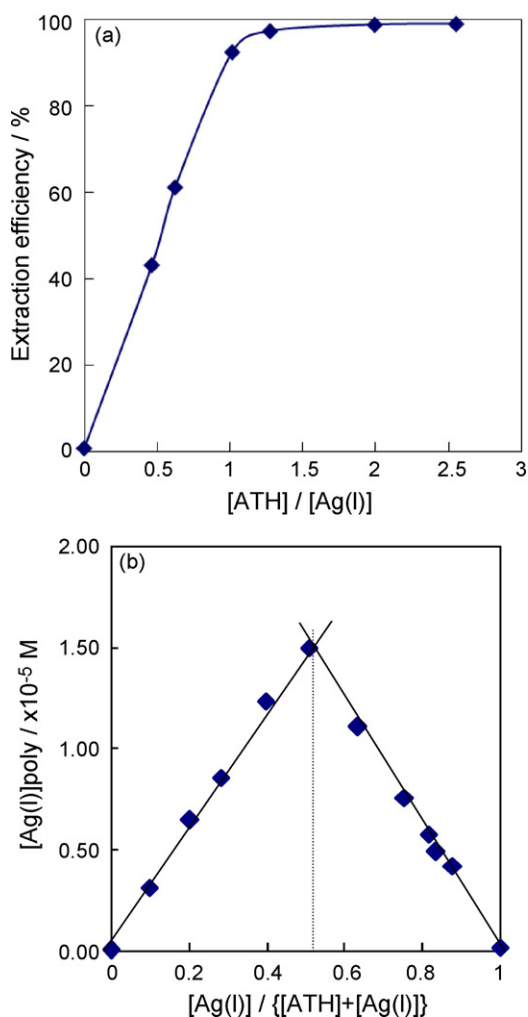 (a)
Extraction efficiency / %
100
80
60
40
20
0
0 0.5 1 1.5 2 2.5 3
[ATH] / [Ag(I)]
(b)
[Ag(I)]poly / x10-5 M
2.00
1.50
1.00
0.50
0.00
0 0.2 0.4 0.6 0.8 1
[Ag(I)] / {[ATH]+[Ag(I)]}